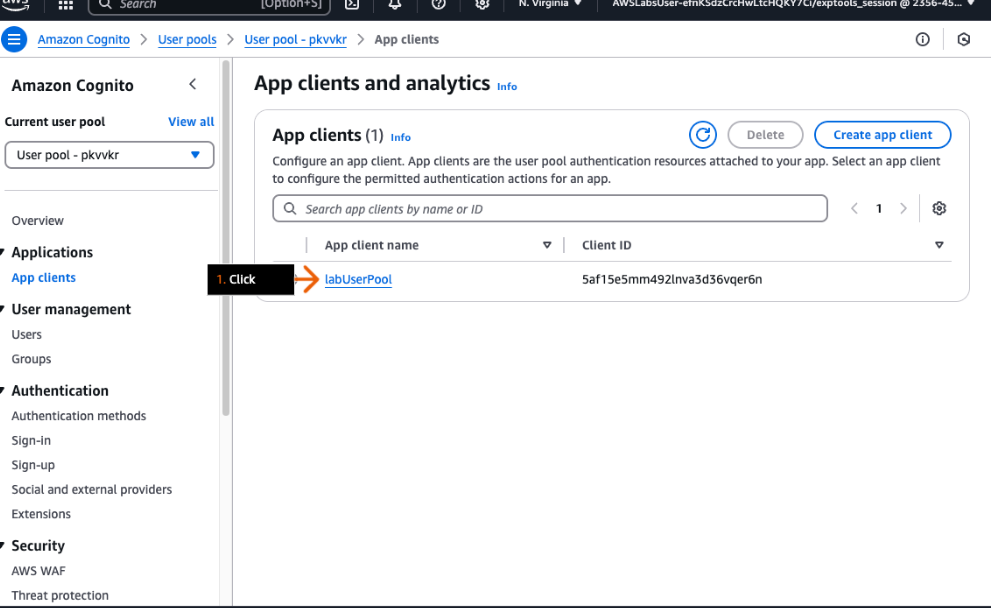 aws
Search
[Option+S]
N. Virginia
AWSLabsUser-efnKSdzCrcHwLtcHQKY7Ci/exptools_session @ 2356-45...
Amazon Cognito
User pools
User pool - pkvvkr
App clients
Amazon Cognito
Current user pool
View all
User pool - pkvvkr
Overview
Applications
App clients
User management
Users
Groups
Authentication
Authentication methods
Sign-in
Sign-up
Social and external providers
Extensions
Security
AWS WAF
Threat protection
App clients and analytics Info
App clients (1) Info
Delete
Create app client
Configure an app client. App clients are the user pool authentication resources attached to your app. Select an app client
to configure the permitted authentication actions for an app.
Search app clients by name or ID
1
App client name
Client ID
1. Click
labUserPool
5af15e5mm492lnva3d36vqer6n